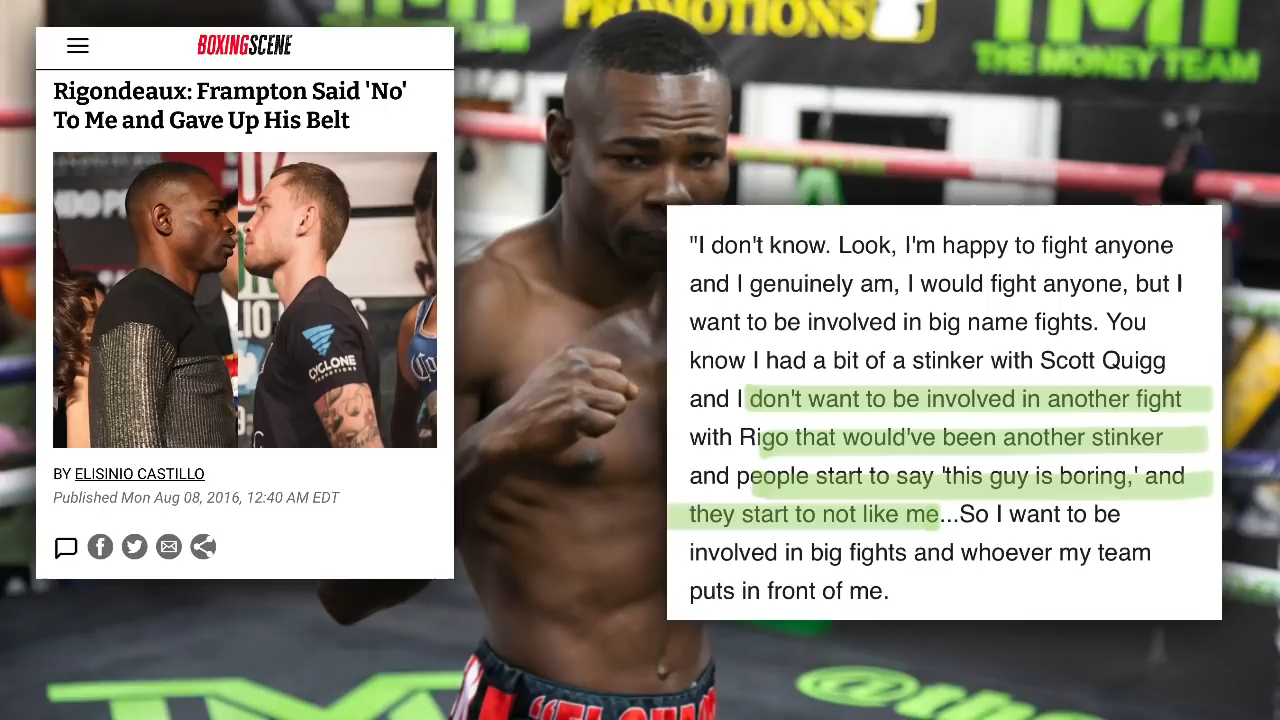 PROMOTIONS
TMT
THE MONEY TEAM
BOXINGSCENE
Rigondeaux: Frampton Said 'No'
To Me and Gave Up His Belt
CYCLONE
PROMOTIONS
BY ELISINIO CASTILLO
Published Mon Aug 08, 2016, 12:40 AM EDT
"I don't know. Look, I'm happy to fight anyone
and I genuinely am, I would fight anyone, but I
want to be involved in big name fights. You
know I had a bit of a stinker with Scott Quigg
and I don't want to be involved in another fight
with Rigo that would've been another stinker
and people start to say 'this guy is boring,' and
they start to not like me...So I want to be
involved in big fights and whoever my team
puts in front of me.